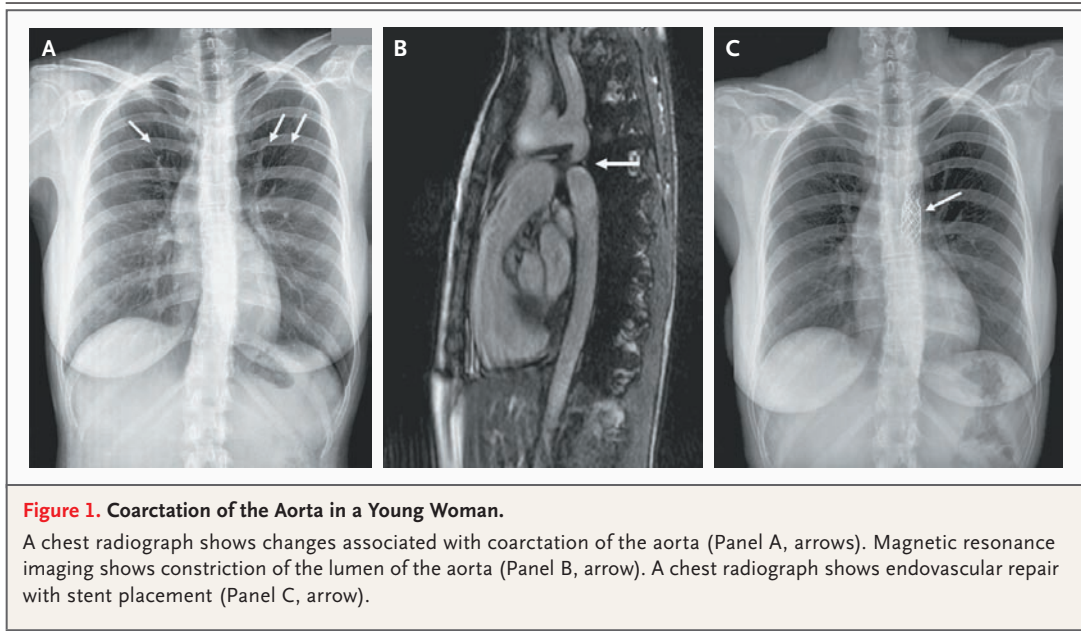 A
B
C
Figure 1. Coarctation of the Aorta in a Young Woman.
A chest radiograph shows changes associated with coarctation of the aorta (Panel A, arrows). Magnetic resonance
imaging shows constriction of the lumen of the aorta (Panel B, arrow). A chest radiograph shows endovascular repair
with stent placement (Panel C, arrow).